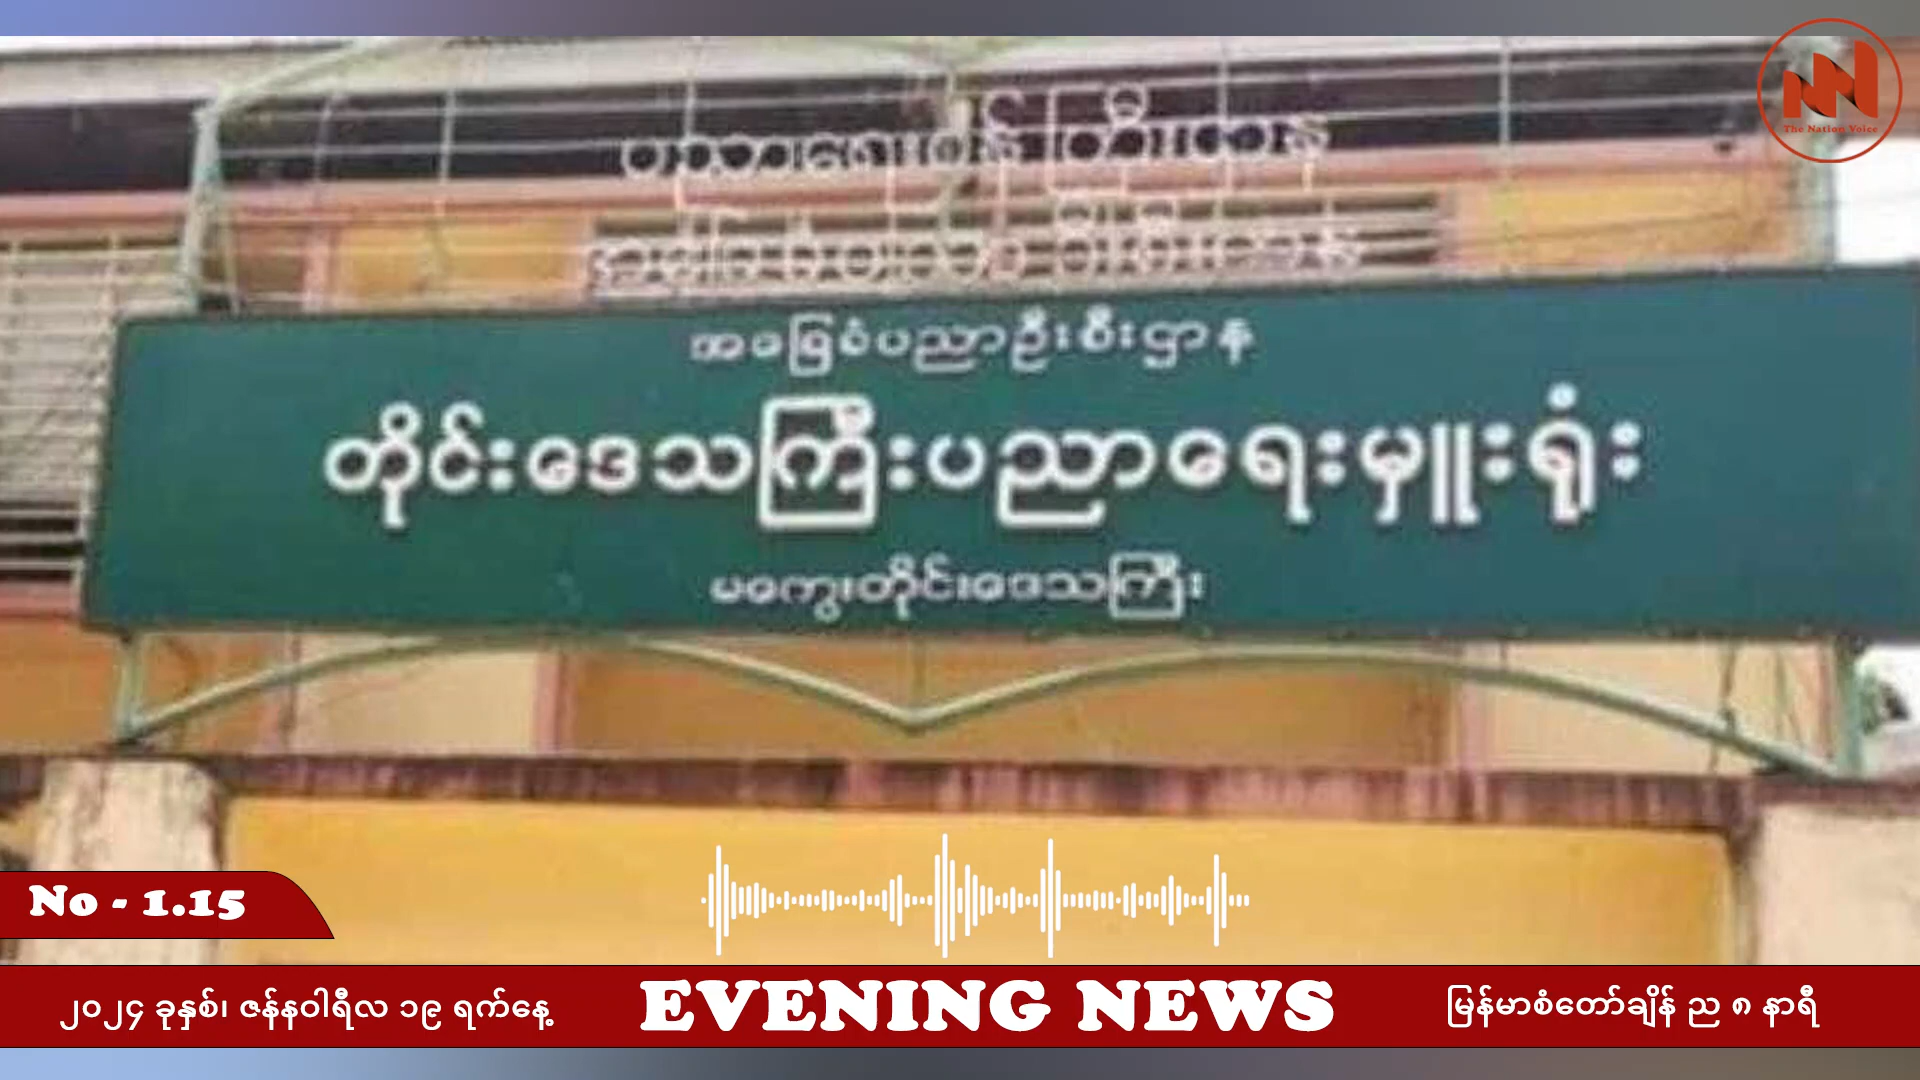 The Nation Voice
အခြေခံပညာဦးစီးဌာန
တိုင်းဒေသကြီးပညာရေးမှူးရုံး
မကွေးတိုင်းဒေသကြီး
No - 1.15
၂၀၂၄ ခုနှစ်၊ ဇန်နဝါရီလ ၁၉ ရက်နေ့
EVENING NEWS
မြန်မာစံတော်ချိန် ည ၈ နာရီ